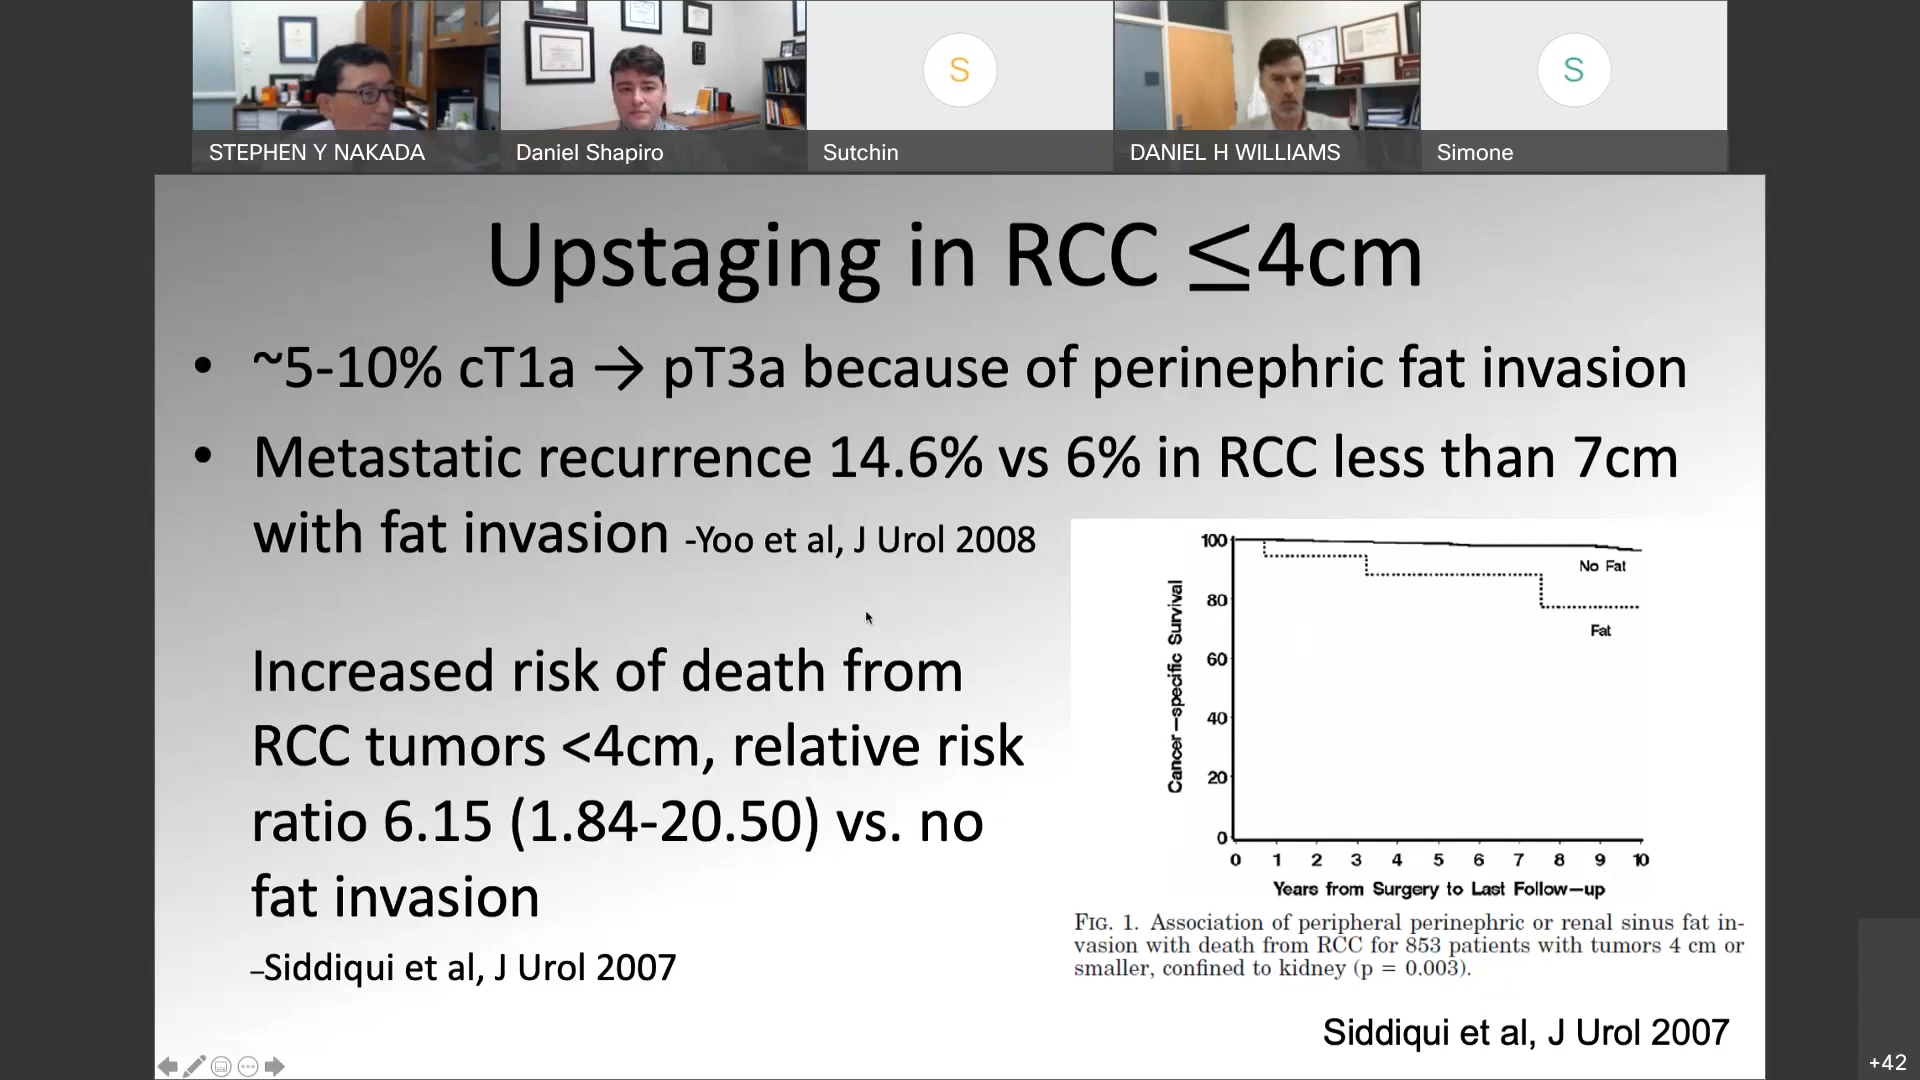 STEPHEN Y NAKADA
Daniel Shapiro
S
Sutchin
DANIEL H WILLIAMS
S
Simone
Upstaging in RCC ≤4cm
• ~5-10% cT1a → pT3a because of perinephric fat invasion
• Metastatic recurrence 14.6% vs 6% in RCC less than 7cm
with fat invasion -Yoo et al, J Urol 2008
Increased risk of death from
RCC tumors <4cm, relative risk
ratio 6.15 (1.84-20.50) vs. no
fat invasion
–Siddiqui et al, J Urol 2007
100
80
60
40
20
0
Cancer–specific Survival
No Fat
Fat
0 1 2 3 4 5 6 7 8 9 10
Years from Surgery to Last Follow–up
FIG. 1. Association of peripheral perinephric or renal sinus fat in-
vasion with death from RCC for 853 patients with tumors 4 cm or
smaller, confined to kidney (p = 0.003).
Siddiqui et al, J Urol 2007
+42